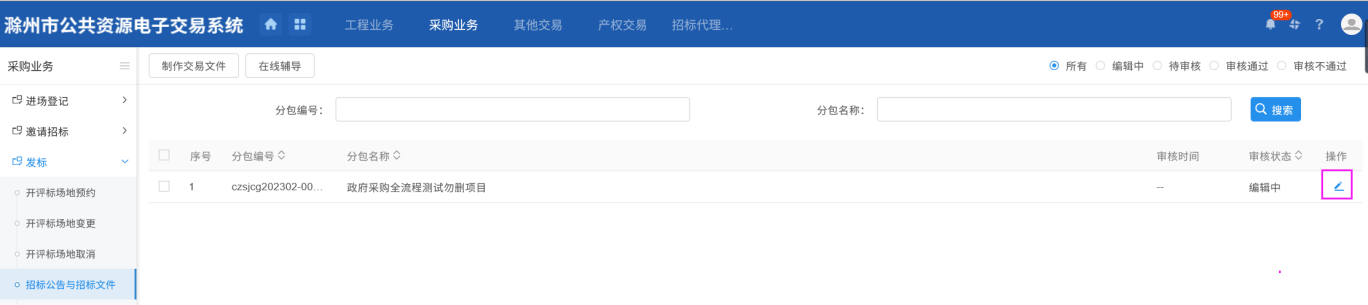 滁州市公共资源电子交易系统 工程业务 采购业务 其他交易 产权交易 招标代理... 99+ ?
采购业务 制作交易文件 在线辅导 所有 编辑中 待审核 审核通过 审核不通过
进场登记
分包编号： 分包名称： 搜索
邀请招标
发标 序号 分包编号 分包名称 审核时间 审核状态 操作
开评标场地预约 1 czsjcg202302-00... 政府采购全流程测试勿删项目 -- 编辑中
开评标场地变更
开评标场地取消
招标公告与招标文件